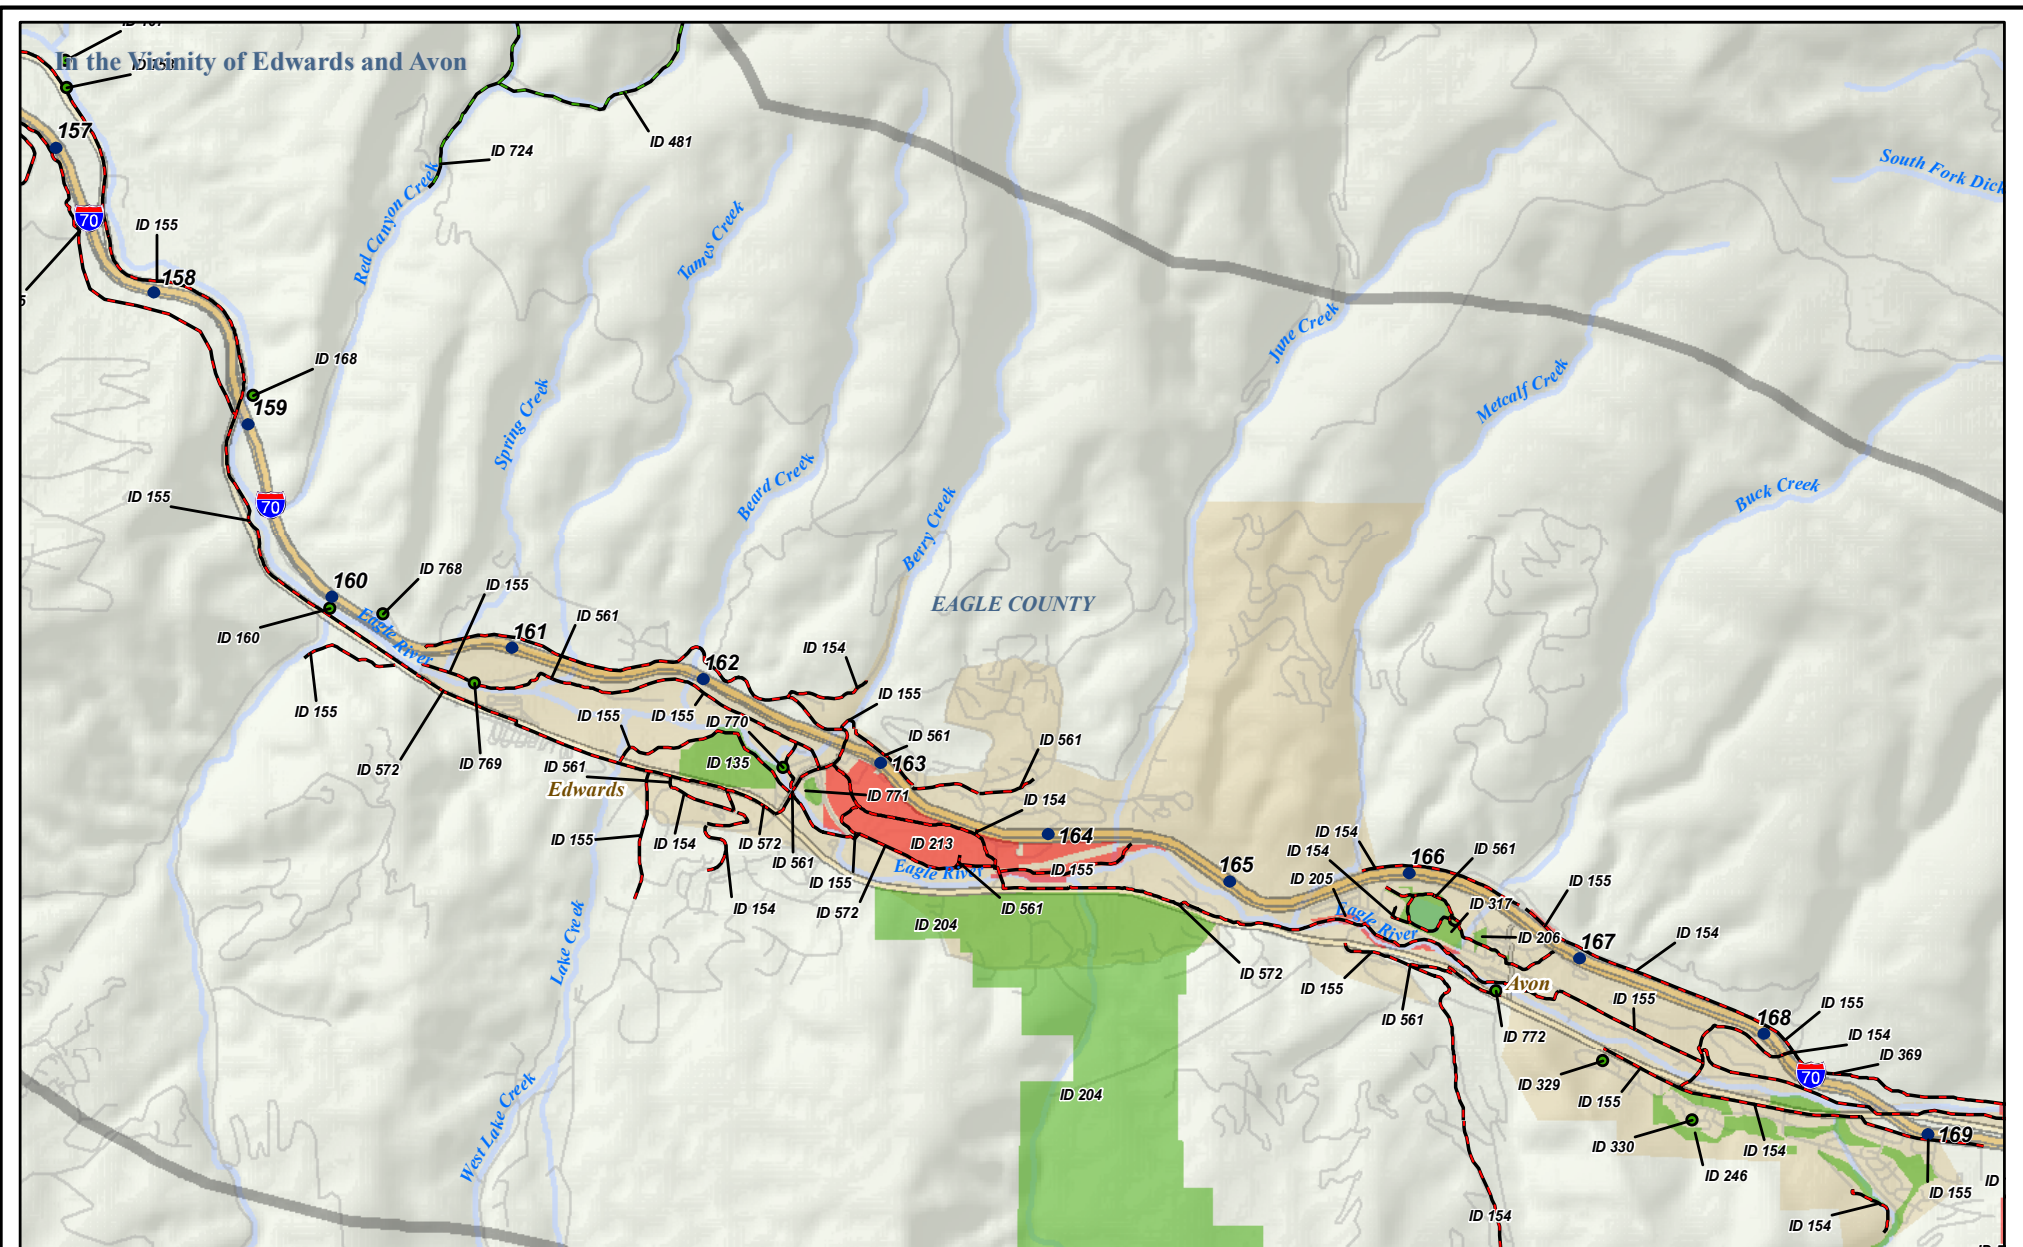 In the Vicinity of Edwards and Avon
157
ID 724
ID 481
South Fork Dick
70
ID 155
158
Red Canyon Creek
Tames Creek
June Creek
ID 168
159
Spring Creek
Metcalf Creek
ID 155
70
Beard Creek
Berry Creek
Buck Creek
160
ID 768
ID 155
EAGLE COUNTY
ID 160
Eagle River
161
ID 561
162
ID 154
ID 155
ID 155
ID 155
ID 155
ID 770
ID 561
ID 561
ID 572
ID 769
ID 561
ID 135
163
Edwards
ID 771
ID 154
ID 155
ID 154
ID 572
ID 561
ID 213
164
ID 154
ID 154
166
ID 561
165
Eagle River
ID 155
ID 155
ID 205
ID 155
ID 154
ID 572
ID 561
ID 317
Eagle River
ID 204
ID 206
167
ID 154
Lake Creek
ID 572
ID 155
Avon
ID 155
ID 155
ID 561
168
ID 772
ID 154
ID 369
70
West Lake Creek
ID 204
ID 329
ID 155
169
ID 330
ID 154
ID 246
ID
ID 155
ID 154
ID 154